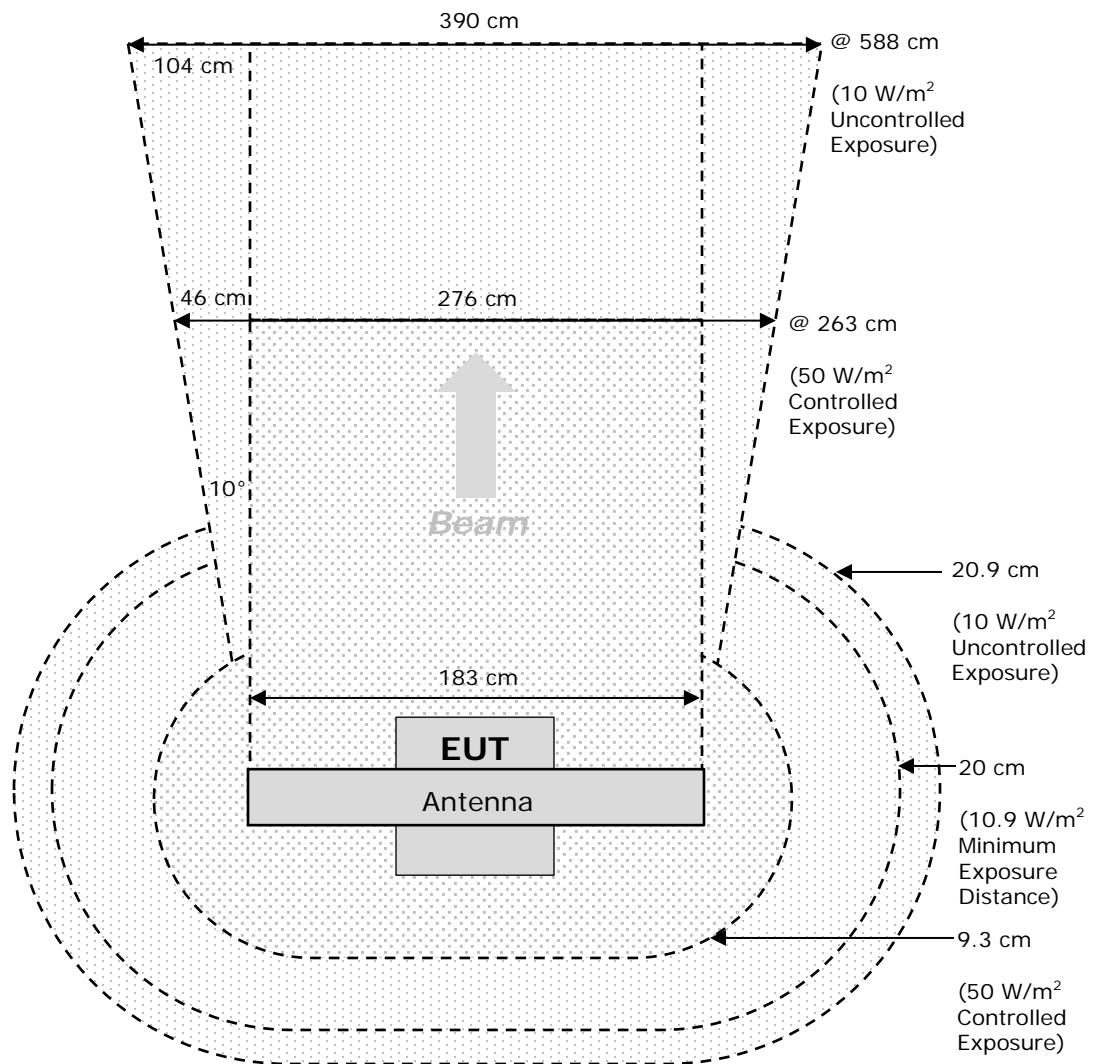 390 cm
@ 588 cm
104 cm
(10 W/m²
Uncontrolled
Exposure)
46 cm
276 cm
@ 263 cm
(50 W/m²
Controlled
Exposure)
10°
Beam
20.9 cm
(10 W/m²
Uncontrolled
Exposure)
183 cm
EUT
20 cm
Antenna
(10.9 W/m²
Minimum
Exposure
Distance)
9.3 cm
(50 W/m²
Controlled
Exposure)